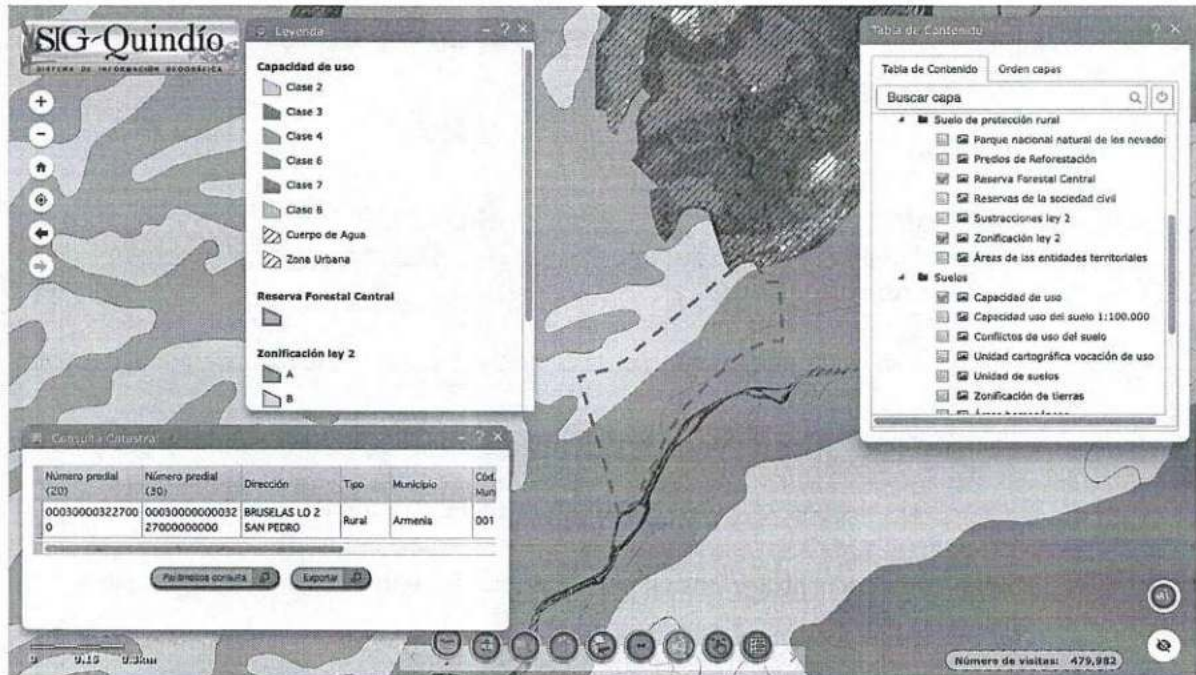 SIG-Quindío
SISTEMA DE INFORMACIÓN GEOGRÁFICA
Leyenda
Capacidad de uso
Clase 2
Clase 3
Clase 4
Clase 6
Clase 7
Clase 8
Cuerpo de Agua
Zona Urbana
Reserva Forestal Central
Zonificación ley 2
A
B
Tabla de Contenido
Tabla de Contenido Orden capas
Buscar capa
Suelo de protección rural
Parque nacional natural de los nevados
Predios de Reforestación
Reserva Forestal Central
Reservas de la sociedad civil
Sustracciones ley 2
Zonificación ley 2
Áreas de las entidades territoriales
Suelos
Capacidad de uso
Capacidad uso del suelo 1:100.000
Conflictos de uso del suelo
Unidad cartográfica vocación de uso
Unidad de suelos
Zonificación de tierras
Consulta Catastral
Número predial (20) Número predial (30) Dirección Tipo Municipio Cód. Mun
00030000322700 00030000000032 BRUSELAS LO 2 Rural Armenia 001
0 27000000000 SAN PEDRO
Parámetros consulta Exportar
0 0.15 0.3km
Número de visitas: 479,982